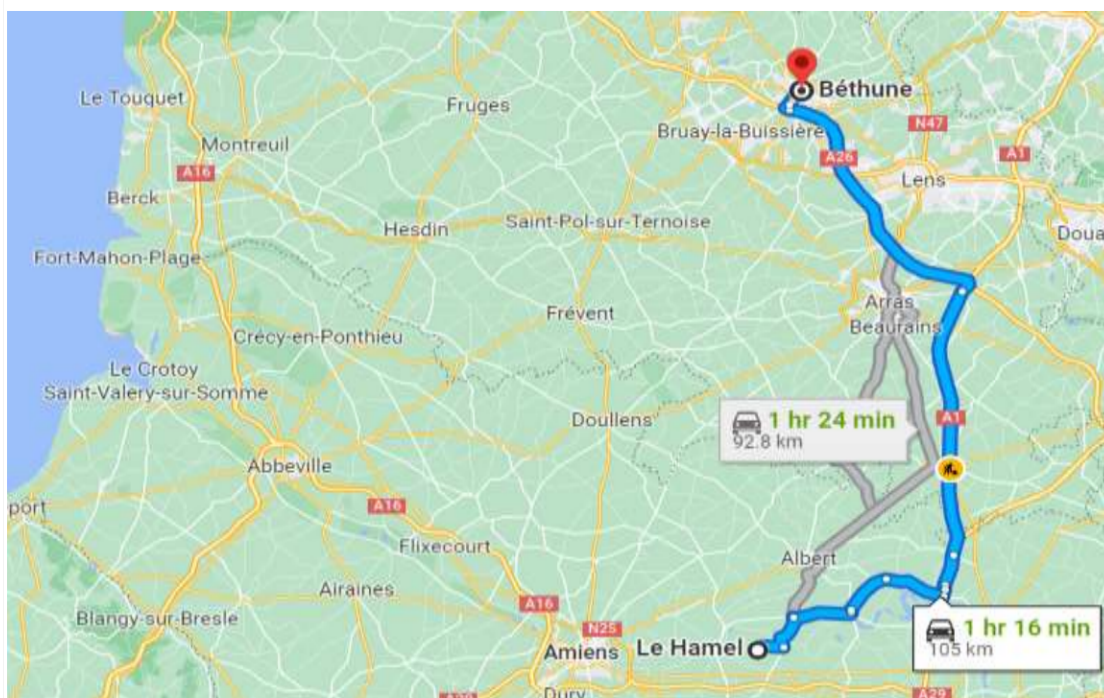 Béthune
Le Touquet
Fruges
N47
Bruay-la-Buissière
Montreuil
A26
A1
A16
Lens
Berck
Saint-Pol-sur-Ternoise
Hesdin
Doua
Fort-Mahon-Plage
Arras
Frévent
Beaurains
Crécy-en-Ponthieu
Le Crotoy
Saint-Valery-sur-Somme
Doullens
1 hr 24 min
A1
92.8 km
Abbeville
port
A16
Flixecourt
Albert
Airaines
A16
Blangy-sur-Bresle
N25
1 hr 16 min
Amiens
Le Hamel
105 km
Dury
A29
A29